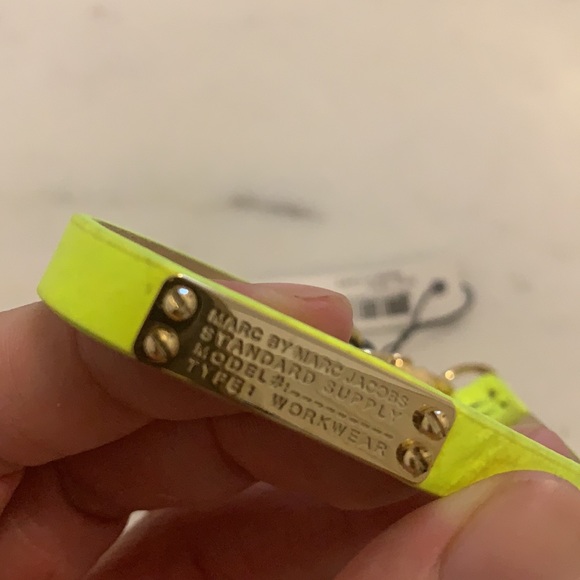 MARC BY MARC JACOBS
STANDARD SUPPLY
MODEL#:-----------
TYPE: WORKWEAR